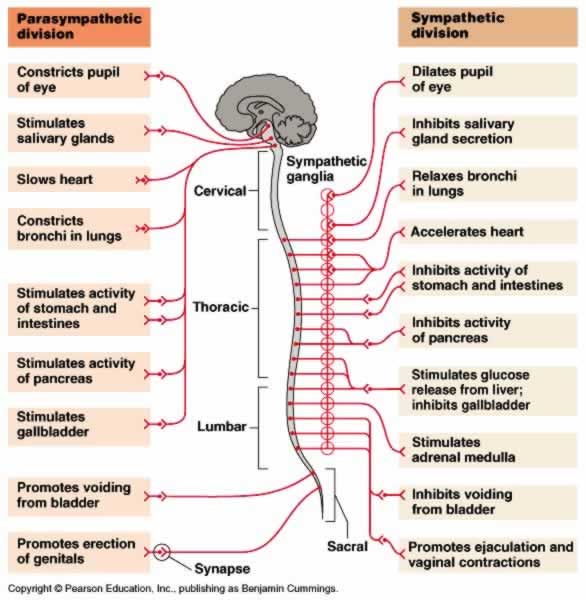 Parasympathetic
division
Constricts pupil
of eye
Stimulates
salivary glands
Slows heart
Constricts
bronchi in lungs
Stimulates activity
of stomach and
intestines
Stimulates activity
of pancreas
Stimulates
gallbladder
Promotes voiding
from bladder
Promotes erection
of genitals
Synapse
Cervical
Sympathetic
ganglia
Thoracic
Lumbar
Sacral
Sympathetic
division
Dilates pupil
of eye
Inhibits salivary
gland secretion
Relaxes bronchi
in lungs
Accelerates heart
Inhibits activity of
stomach and intestines
Inhibits activity
of pancreas
Stimulates glucose
release from liver;
inhibits gallbladder
Stimulates
adrenal medulla
Inhibits voiding
from bladder
Promotes ejaculation and
vaginal contractions
Copyright © Pearson Education, Inc., publishing as Benjamin Cummings.